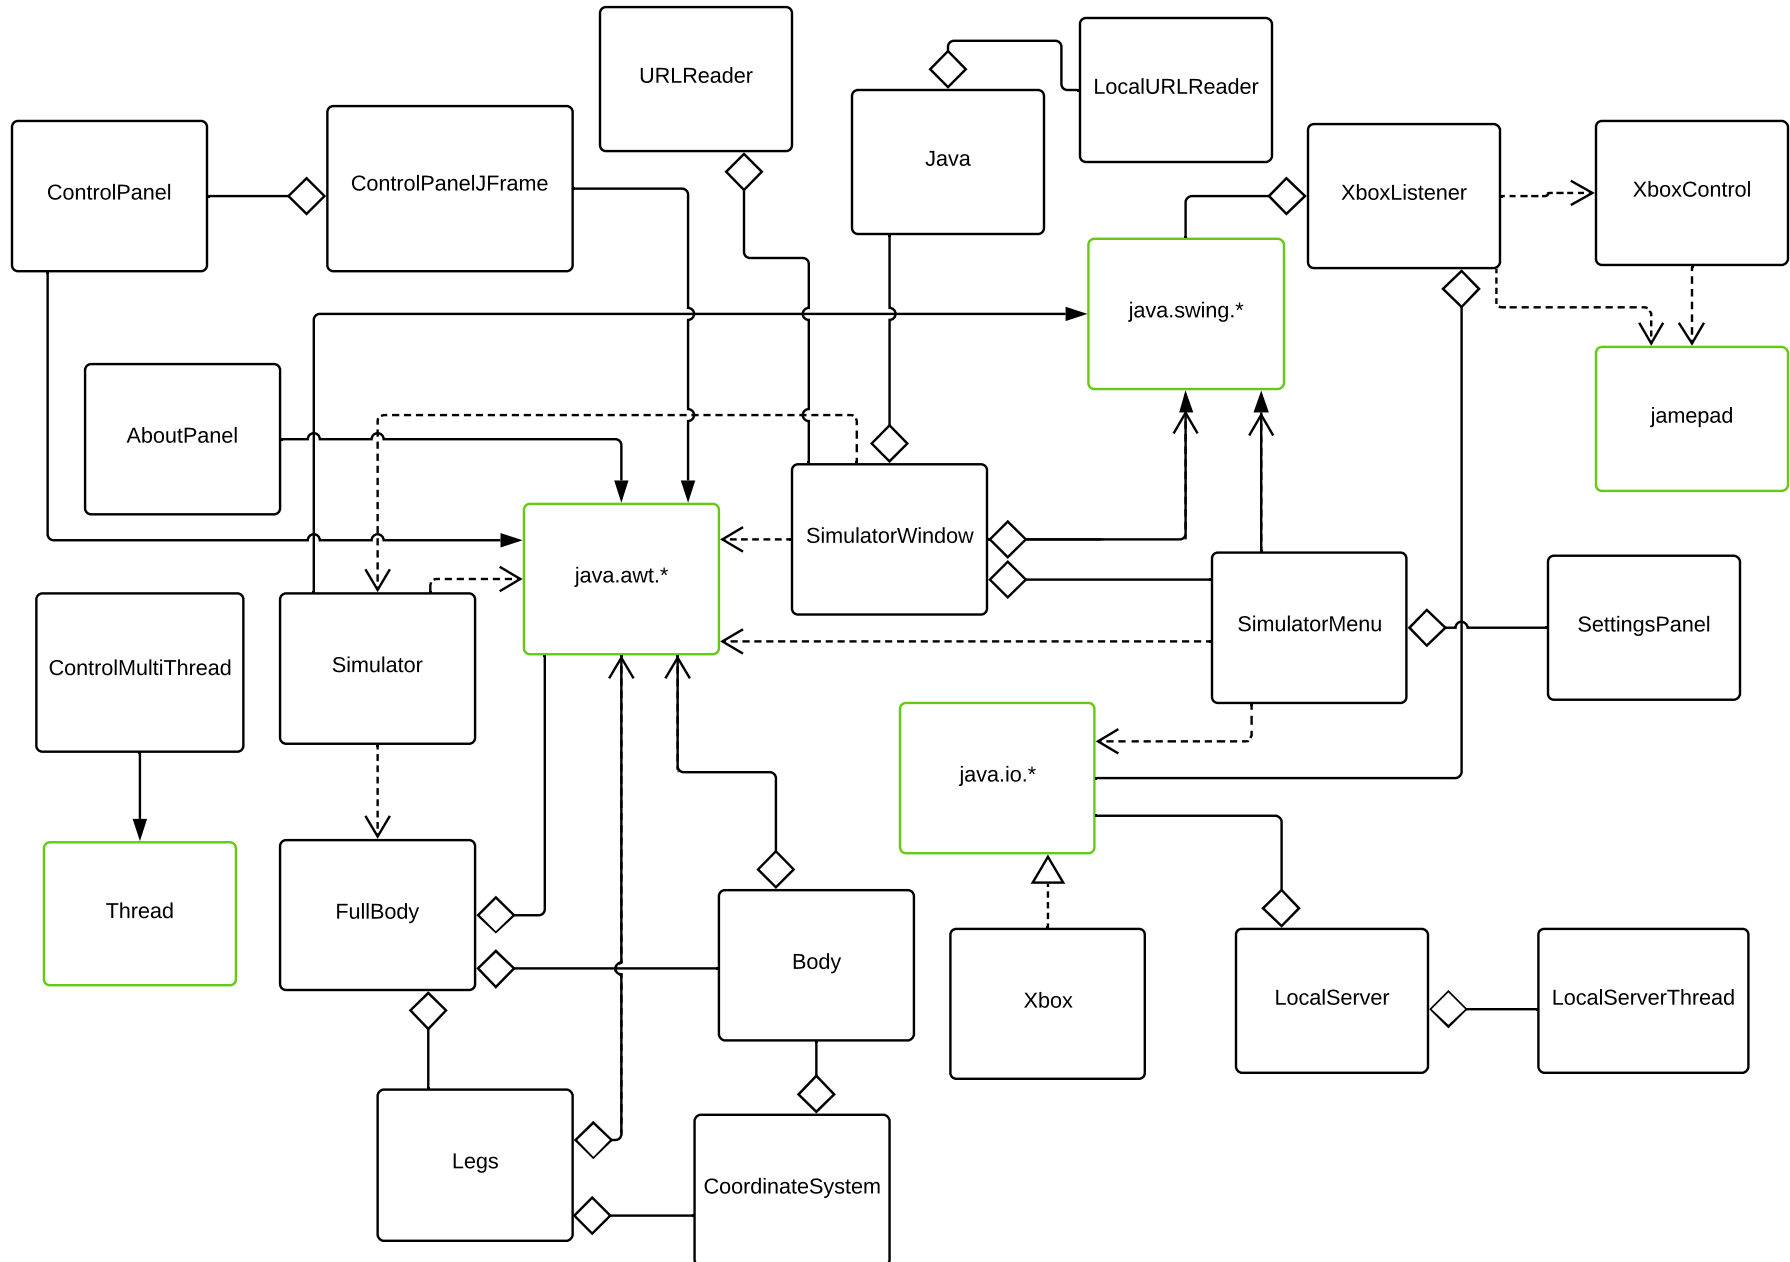 URLReader
LocalURLReader
Java
ControlPanel
ControlPanelJFrame
XboxListener
XboxControl
java.swing.*
AboutPanel
jamepad
SimulatorWindow
java.awt.*
SimulatorMenu
SettingsPanel
ControlMultiThread
Simulator
java.io.*
Thread
FullBody
Body
Xbox
LocalServer
LocalServerThread
Legs
CoordinateSystem